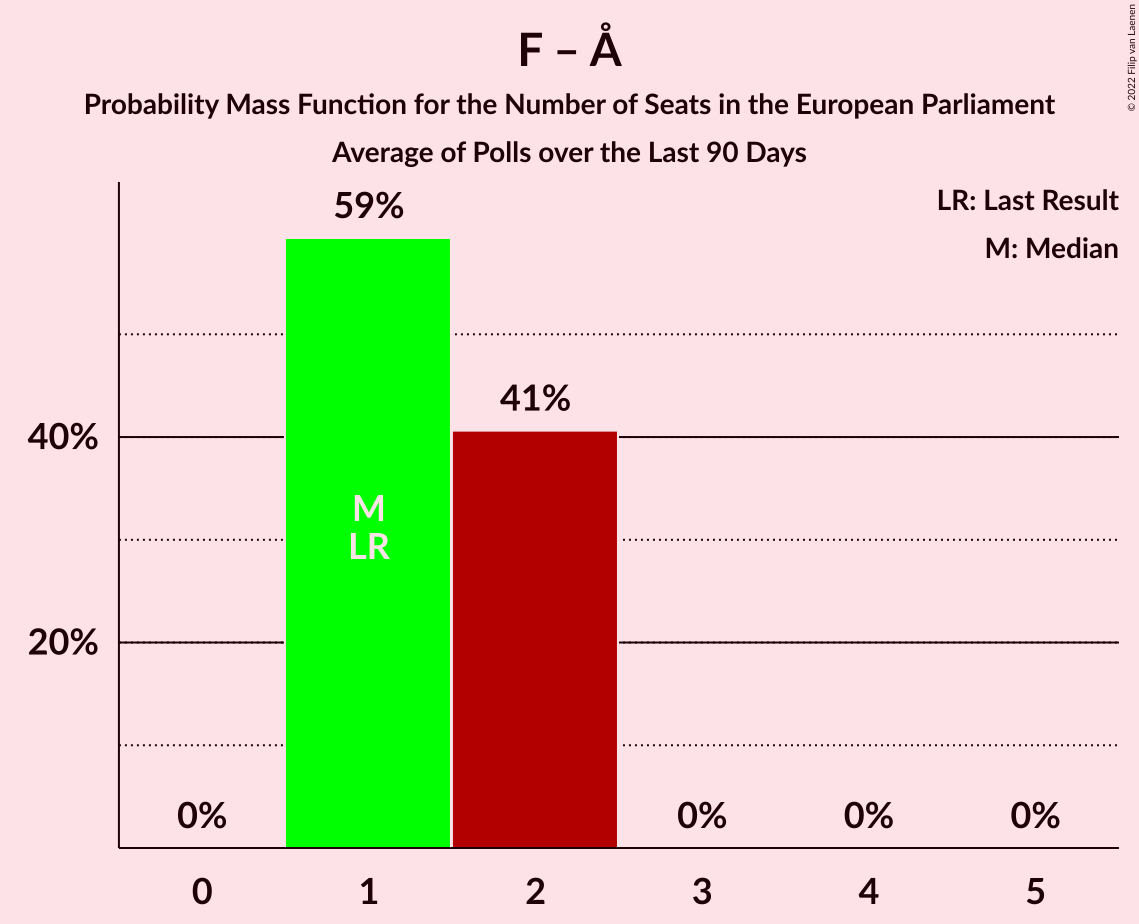 F – Å
Probability Mass Function for the Number of Seats in the European Parliament
Average of Polls over the Last 90 Days
© 2022 Filip van Laenen
LR: Last Result
M: Median
59%
41%
40%
20%
M
LR
0%
0%
0%
0%
0
1
2
3
4
5